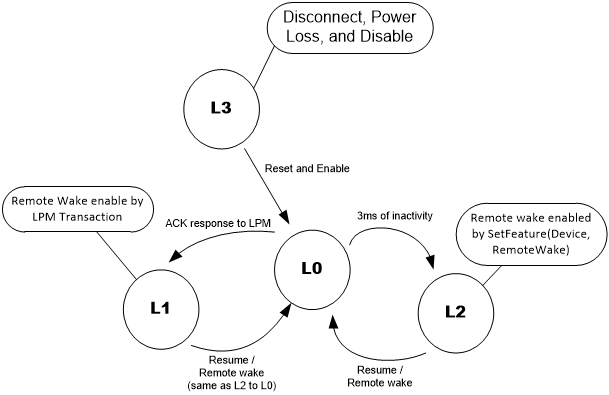 Disconnect, Power
Loss, and Disable
L3
Reset and Enable
Remote Wake enable by
LPM Transaction
ACK response to LPM
3ms of inactivity
Remote wake enabled
by SetFeature(Device,
RemoteWake)
L0
L1
L2
Resume /
Remote wake
(same as L2 to L0)
Resume /
Remote wake